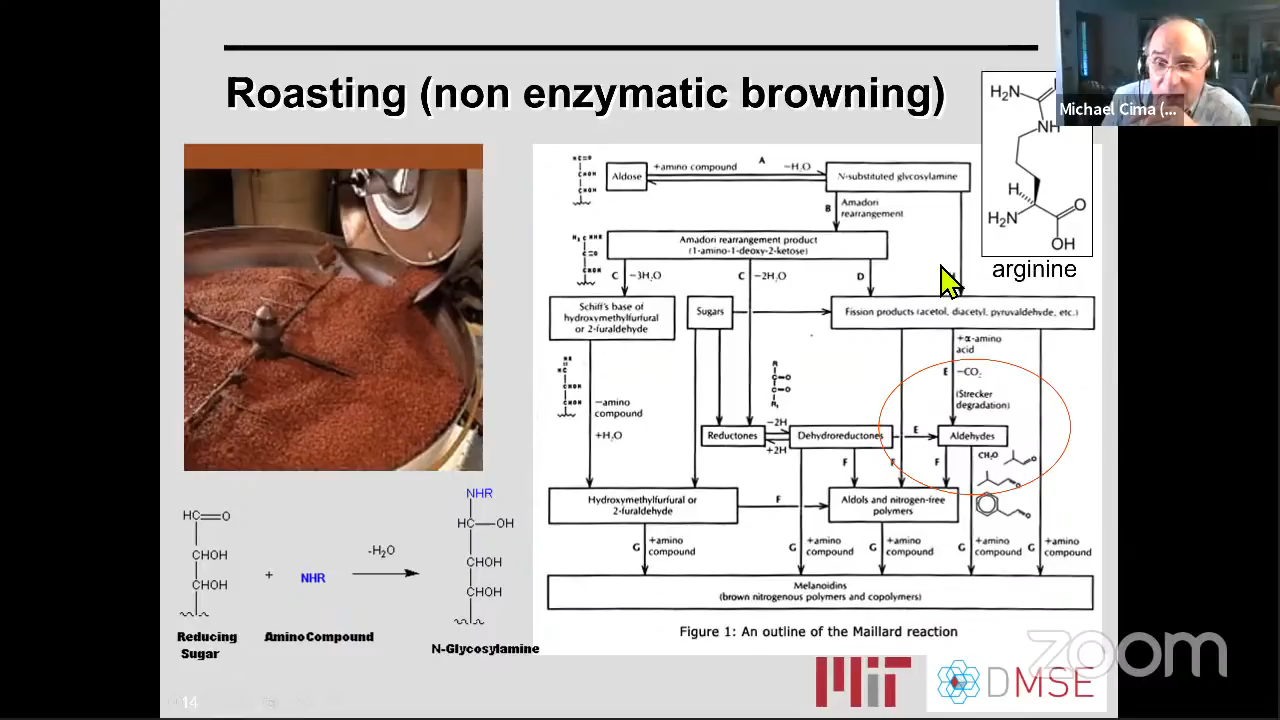 Roasting (non enzymatic browning)
Michael Cima (...
H₂N
NH
H
H₂N
O
OH
arginine
Aldose
+amino compound
A
−H₂O
N-substituted glycosylamine
B
Amadori
rearrangement
Amadori rearrangement product
(1-amino-1-deoxy-2-ketose)
C
−3H₂O
C
−2H₂O
D
Schiff's base of
hydroxymethylfurfural
or 2-furaldehyde
Sugars
Fission products (acetol, diacetyl, pyruvaldehyde, etc.)
+α-amino
acid
E
−CO₂
(Strecker
degradation)
−amino
compound
+H₂O
Reductones
−2H
+2H
Dehydroreductones
E
Aldehydes
CH₂O
F
F
F
Hydroxymethylfurfural or
2-furaldehyde
F
Aldols and nitrogen-free
polymers
G
+amino
compound
G
+amino
compound
G
+amino
compound
G
+amino
compound
G
+amino
compound
Melanoidins
(brown nitrogenous polymers and copolymers)
Figure 1: An outline of the Maillard reaction
HC
O
CHOH
CHOH
+
NHR
-H₂O
NHR
HC
OH
CHOH
CHOH
Reducing
Sugar
AminoCompound
N-Glycosylamine
14
MIT
DMSE
zoom